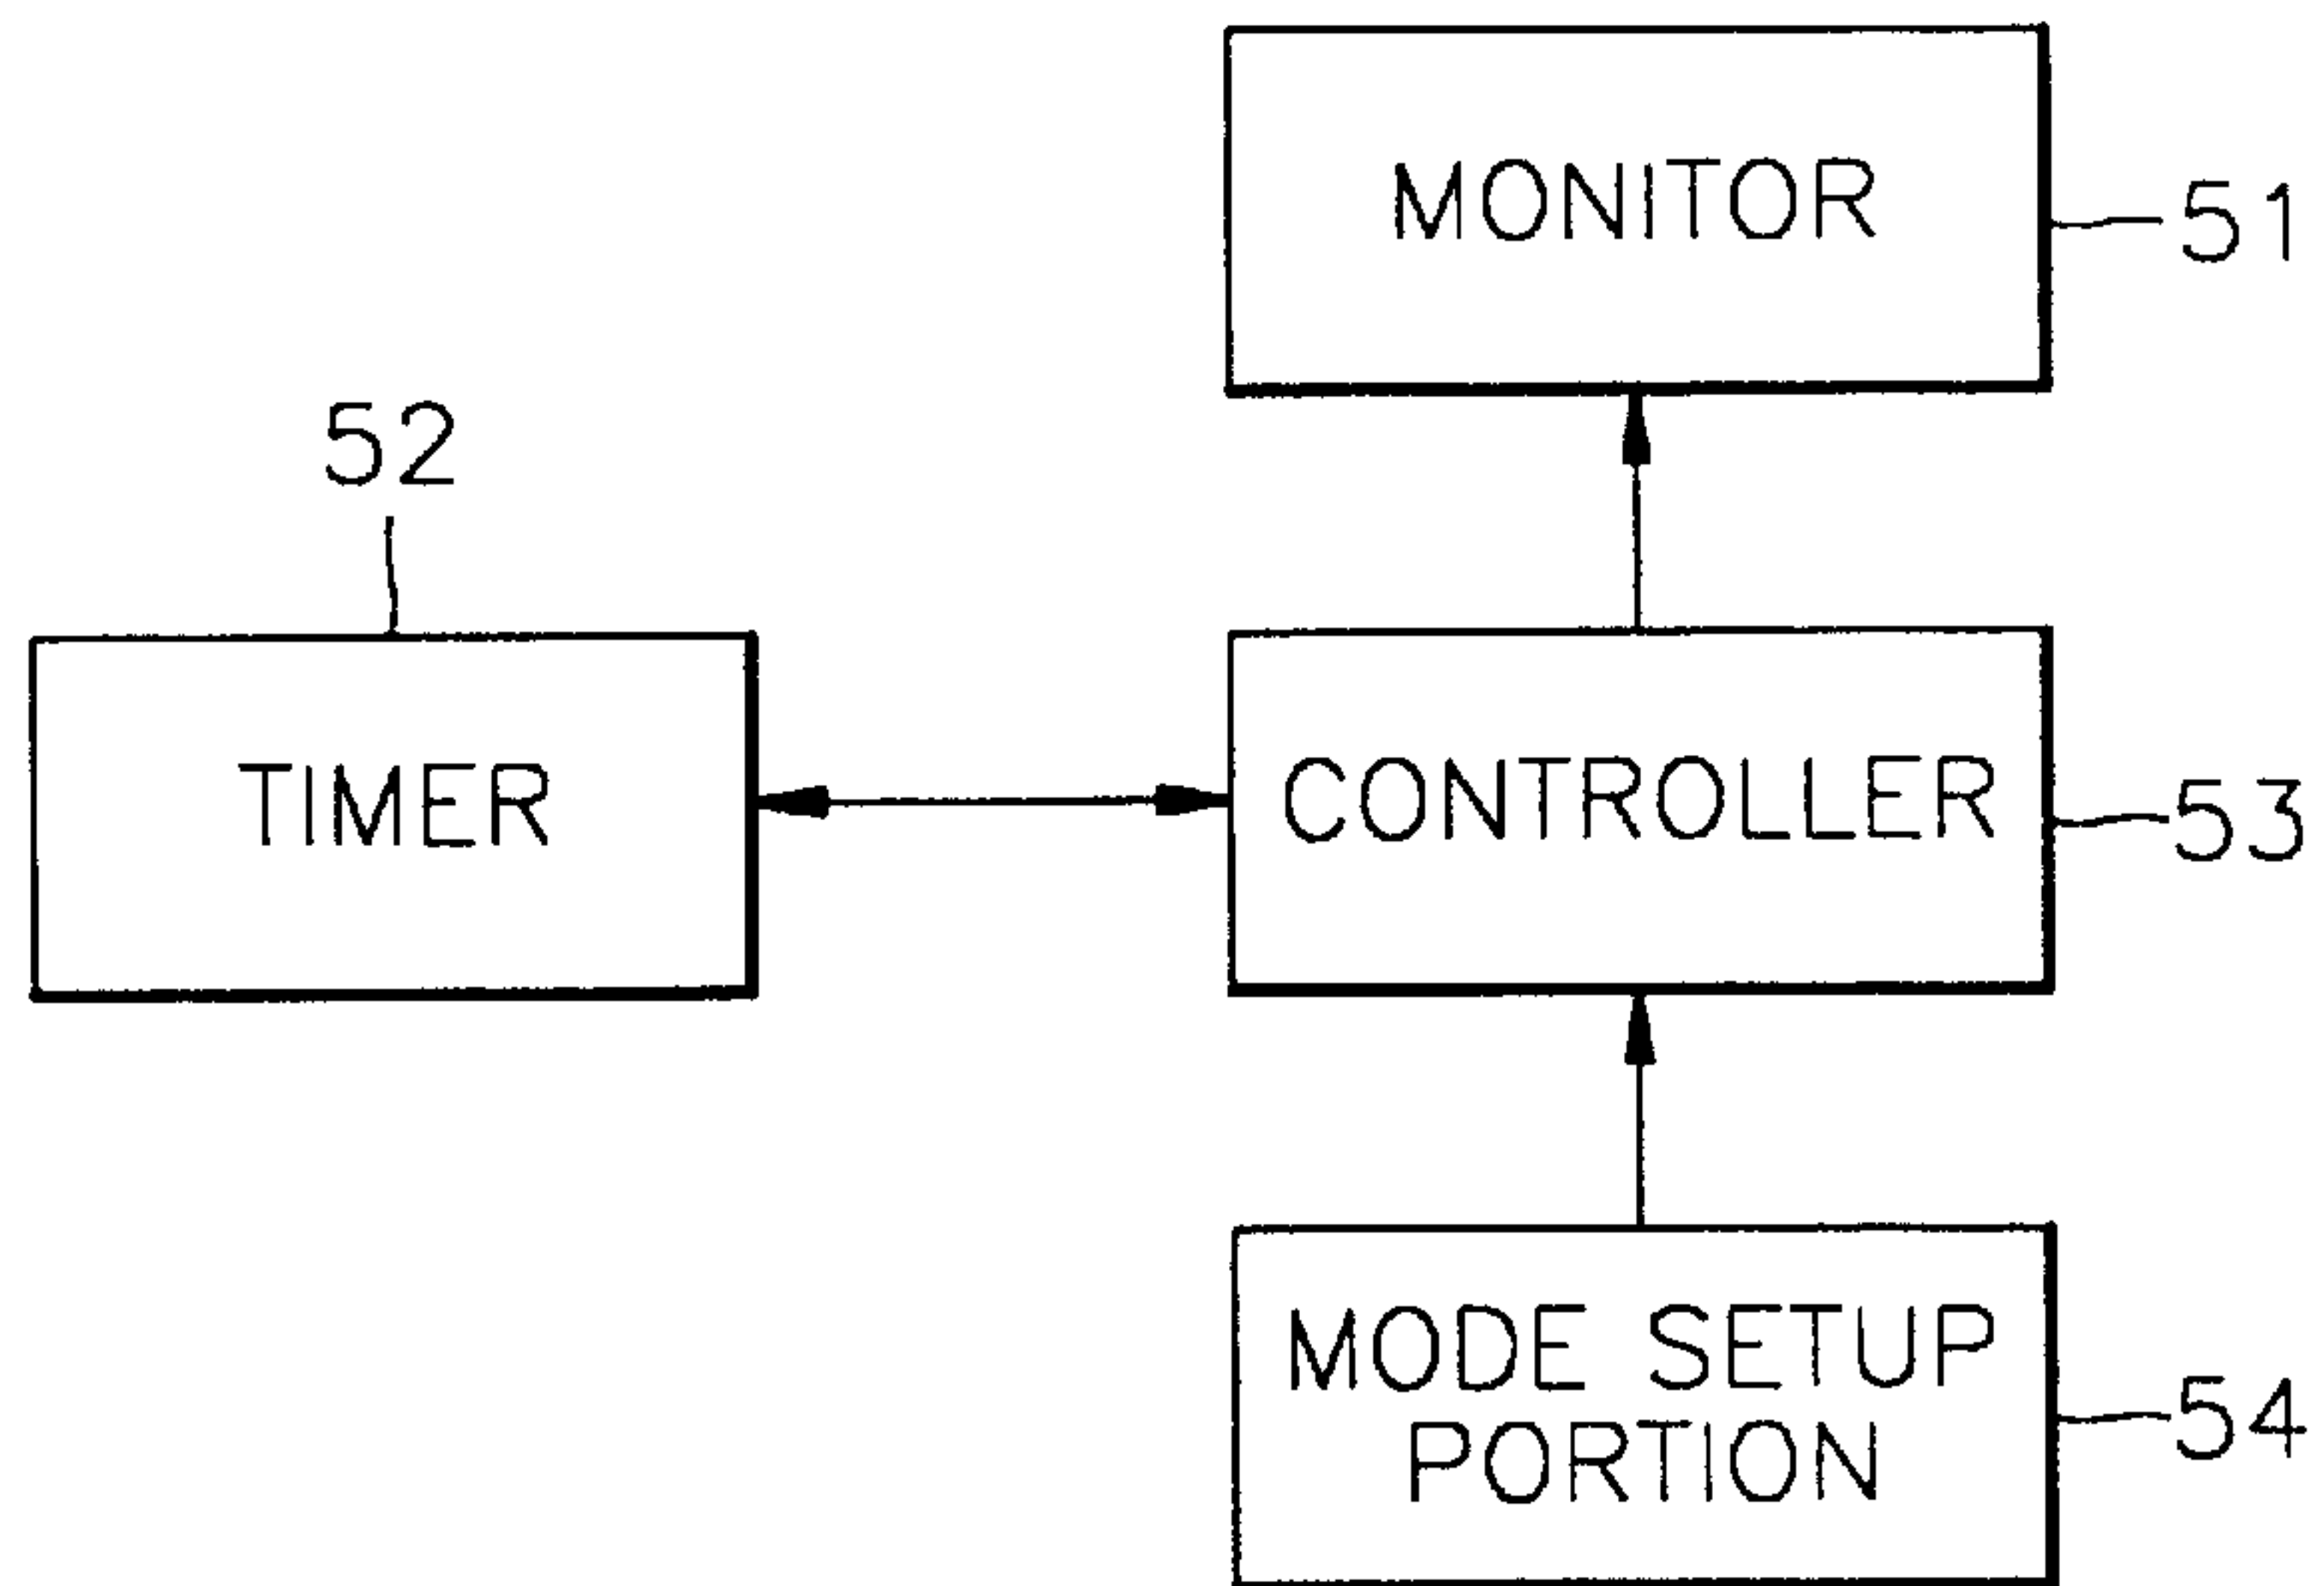 MONITOR
51
52
TIMER
CONTROLLER
53
MODE SETUP
PORTION
54